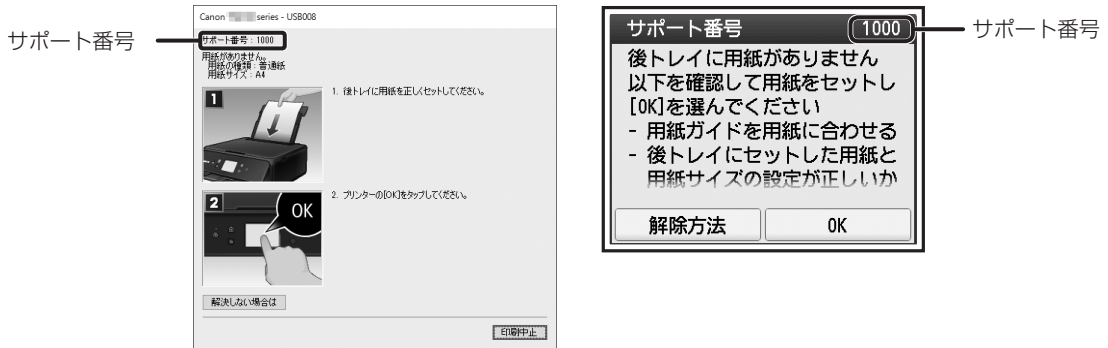 サポート番号
Canon series - USB008
サポート番号 : 1000
用紙がありません。
用紙の種類 : 普通紙
用紙サイズ : A4
1
1. 後トレイに用紙を正しくセットしてください。
2
OK
2. プリンターの[OK]をタップしてください。
解決しない場合は
印刷中止
サポート番号 1000
後トレイに用紙がありません
以下を確認して用紙をセットし
[OK]を選んでください
- 用紙ガイドを用紙に合わせる
- 後トレイにセットした用紙と
用紙サイズの設定が正しいか
解除方法 OK
サポート番号